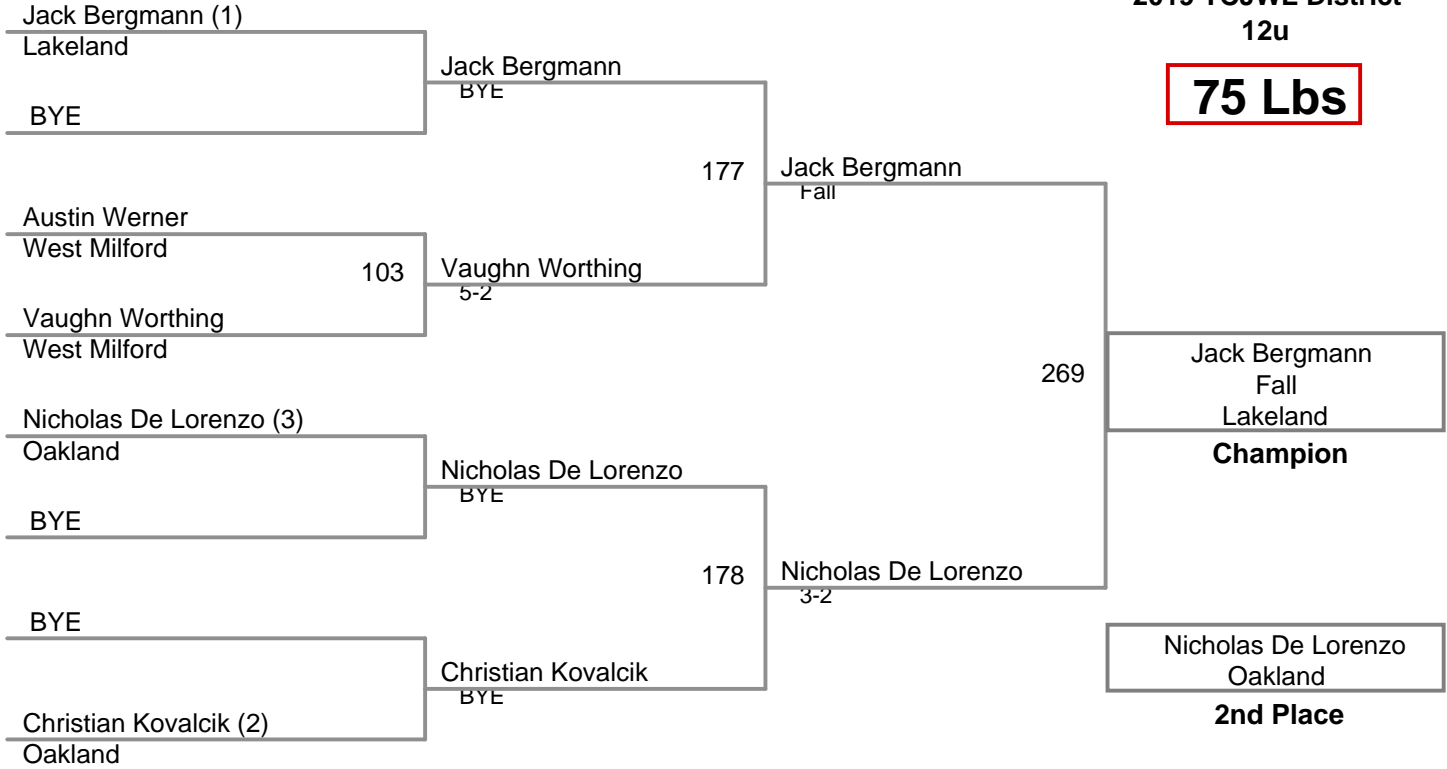 Jack Bergmann (1)
Lakeland
BYE
Austin Werner
West Milford
Vaughn Worthing
West Milford
Nicholas De Lorenzo (3)
Oakland
BYE
BYE
Christian Kovalcik (2)
Oakland
103
Jack Bergmann
BYE
Vaughn Worthing
5-2
Nicholas De Lorenzo
BYE
Christian Kovalcik
BYE
177
178
Jack Bergmann
Fall
Nicholas De Lorenzo
3-2
269
12u
75 Lbs
Jack Bergmann
Fall
Lakeland
Champion
Nicholas De Lorenzo
Oakland
2nd Place